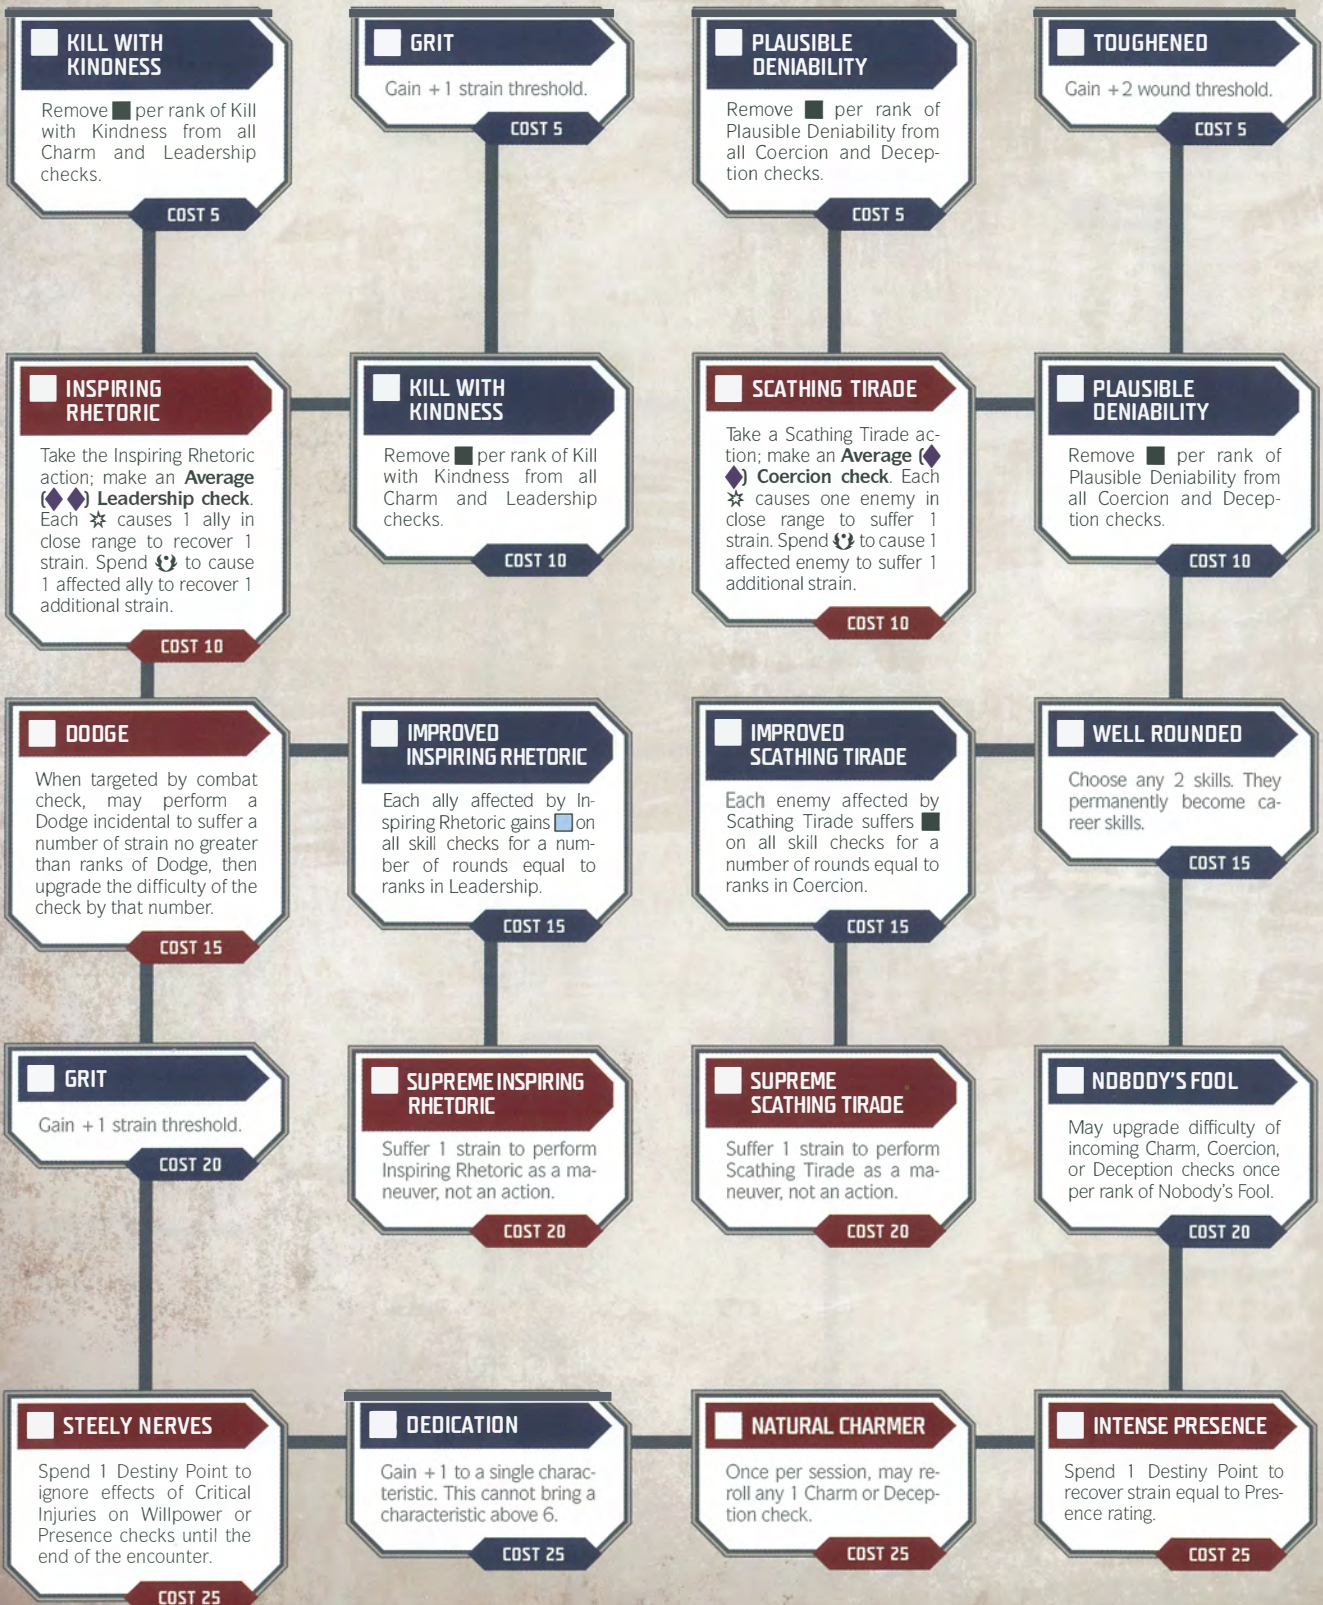 KILL WITH
KINDNESS
Remove ■ per rank of Kill
with Kindness from all
Charm and Leadership
checks.
COST 5
GRIT
Gain +1 strain threshold.
COST 5
PLAUSIBLE
DENIABILITY
Remove ■ per rank of
Plausible Deniability from
all Coercion and Decep-
tion checks.
COST 5
TOUGHENED
Gain +2 wound threshold.
COST 5
INSPIRING
RHETORIC
Take the Inspiring Rhetoric
action; make an Average
(◆ ◆) Leadership check.
Each causes 1 ally in
close range to recover 1
strain. Spend to cause
1 affected ally to recover 1
additional strain.
COST 10
KILL WITH
KINDNESS
Remove ■ per rank of Kill
with Kindness from all
Charm and Leadership
checks.
COST 10
SCATHING TIRADE
Take a Scathing Tirade ac-
tion; make an Average (◆
◆) Coercion check. Each
causes one enemy in
close range to suffer 1
strain. Spend to cause 1
affected enemy to suffer 1
additional strain.
COST 10
PLAUSIBLE
DENIABILITY
Remove ■ per rank of
Plausible Deniability from
all Coercion and Decep-
tion checks.
COST 10
DODGE
When targeted by combat
check, may perform a
Dodge incidental to suffer a
number of strain no greater
than ranks of Dodge, then
upgrade the difficulty of the
check by that number.
COST 15
IMPROVED
INSPIRING RHETORIC
Each ally affected by In-
spiring Rhetoric gains on
all skill checks for a num-
ber of rounds equal to
ranks in Leadership.
COST 15
IMPROVED
SCATHING TIRADE
Each enemy affected by
Scathing Tirade suffers ■
on all skill checks for a
number of rounds equal to
ranks in Coercion.
COST 15
WELL ROUNDED
Choose any 2 skills. They
permanently become ca-
reer skills.
COST 15
GRIT
Gain +1 strain threshold.
COST 20
SUPREME INSPIRING
RHETORIC
Suffer 1 strain to perform
Inspiring Rhetoric as a ma-
neuver, not an action.
COST 20
SUPREME
SCATHING TIRADE
Suffer 1 strain to perform
Scathing Tirade as a ma-
neuver, not an action.
COST 20
NOBODY'S FOOL
May upgrade difficulty of
incoming Charm, Coercion,
or Deception checks once
per rank of Nobody's Fool.
COST 20
STEELY NERVES
Spend 1 Destiny Point to
ignore effects of Critical
Injuries on Willpower or
Presence checks until the
end of the encounter.
COST 25
DEDICATION
Gain +1 to a single charac-
teristic. This cannot bring a
characteristic above 6.
COST 25
NATURAL CHARMER
Once per session, may re-
roll any 1 Charm or Decep-
tion check.
COST 25
INTENSE PRESENCE
Spend 1 Destiny Point to
recover strain equal to Pres-
ence rating.
COST 25